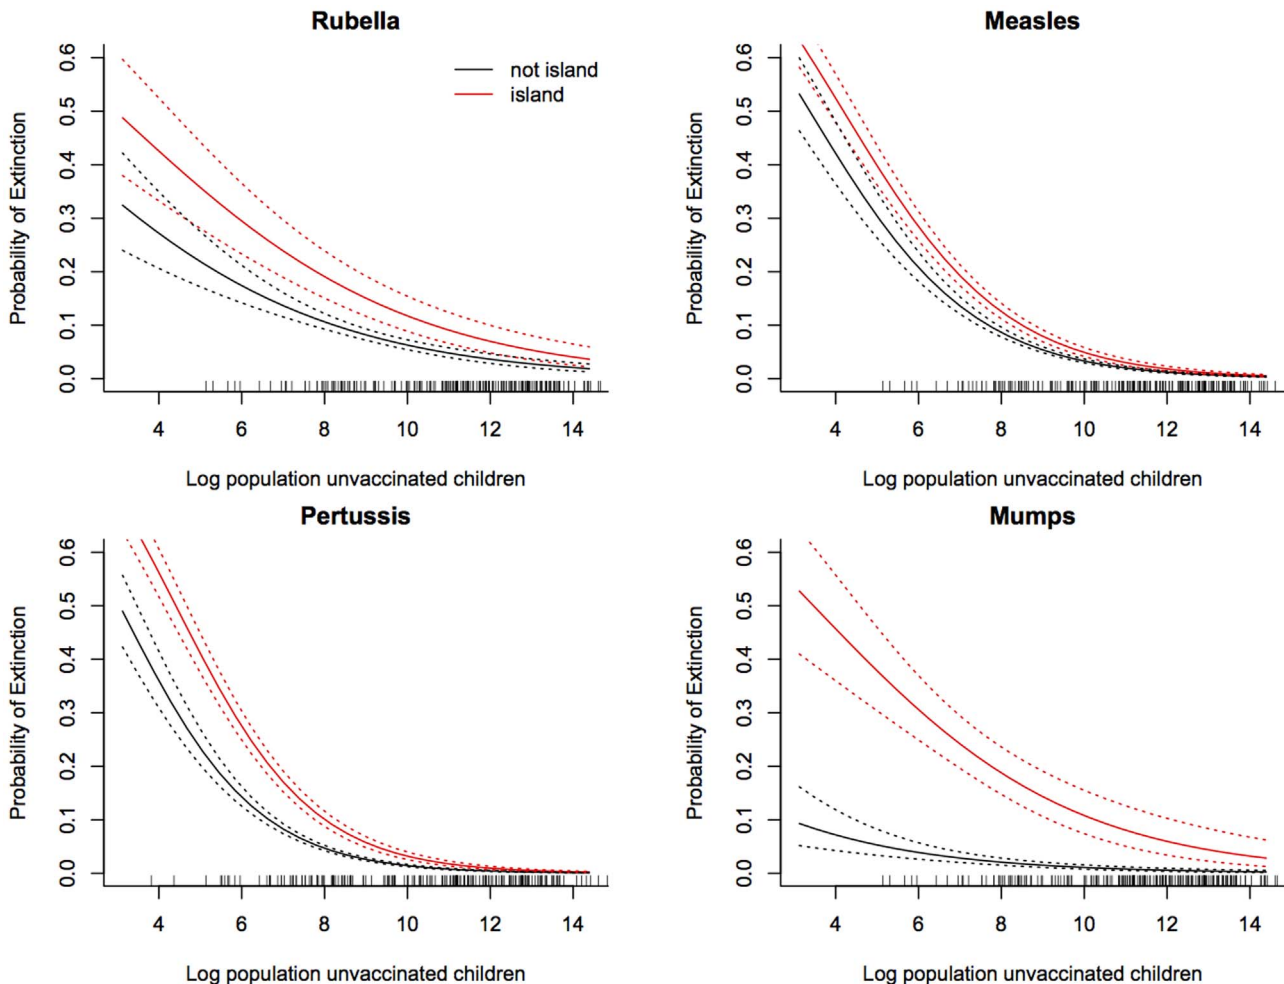 Rubella
Probability of Extinction
0.0 0.1 0.2 0.3 0.4 0.5 0.6
not island
island
4 6 8 10 12 14
Log population unvaccinated children
Measles
Probability of Extinction
0.0 0.1 0.2 0.3 0.4 0.5 0.6
4 6 8 10 12 14
Log population unvaccinated children
Pertussis
Probability of Extinction
0.0 0.1 0.2 0.3 0.4 0.5 0.6
4 6 8 10 12 14
Log population unvaccinated children
Mumps
Probability of Extinction
0.0 0.1 0.2 0.3 0.4 0.5 0.6
4 6 8 10 12 14
Log population unvaccinated children